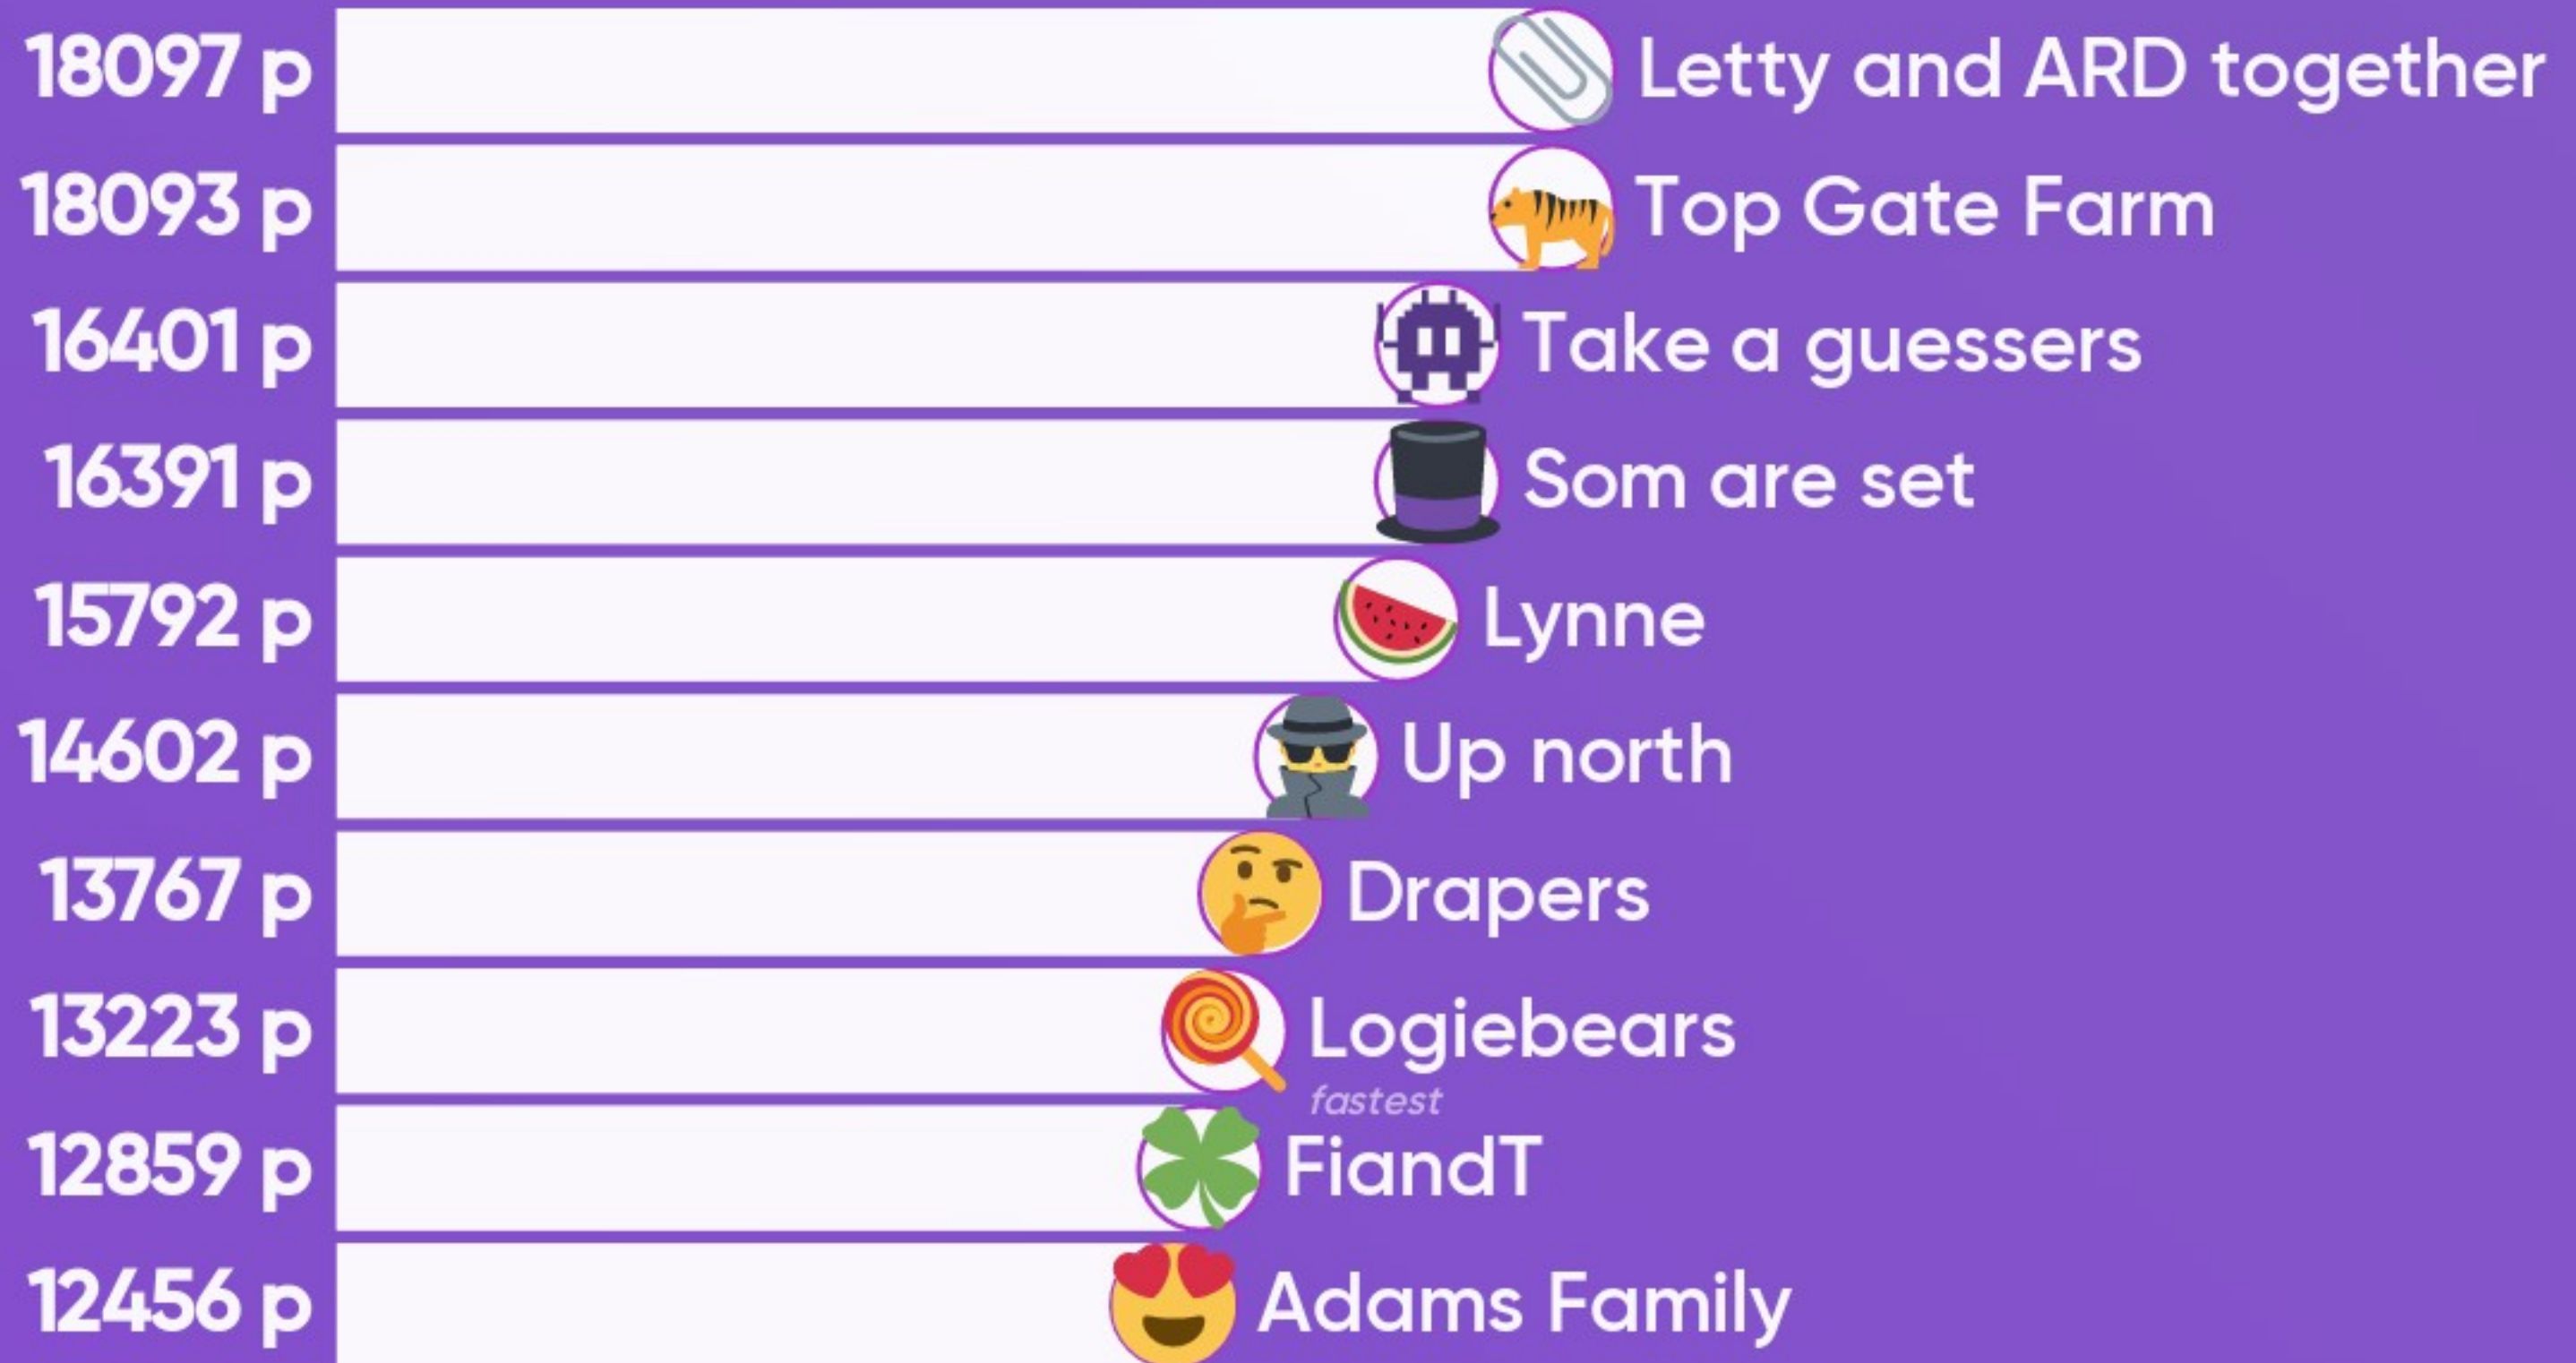 18097 p Letty and ARD together
18093 p Top Gate Farm
16401 p Take a guessers
16391 p Som are set
15792 p Lynne
14602 p Up north
13767 p Drapers
13223 p Logiebears
fastest
12859 p FiandT
12456 p Adams Family